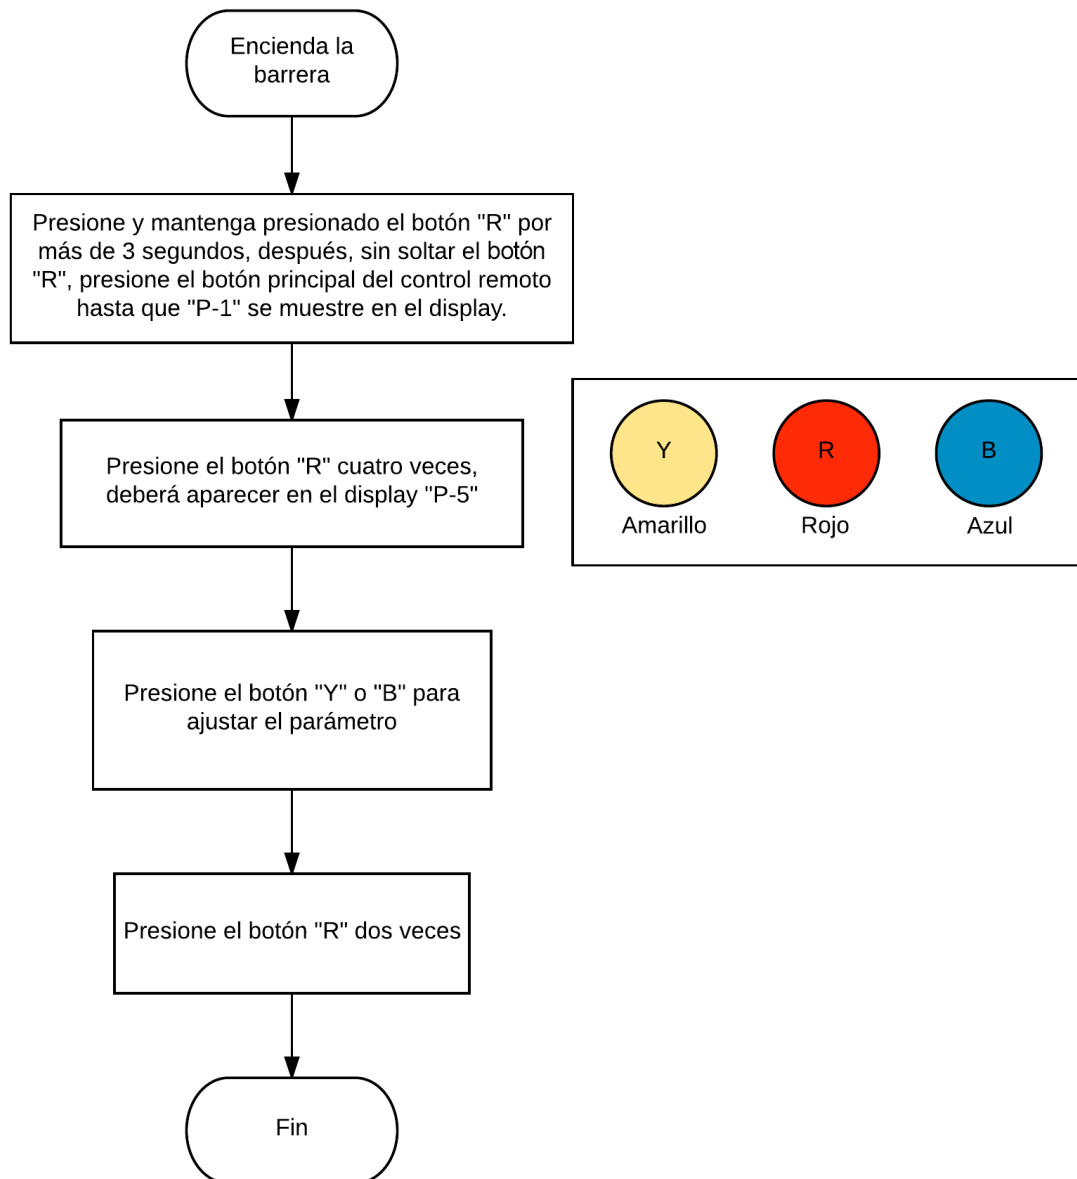 Encienda la
barrera
Presione y mantenga presionado el botón "R" por
más de 3 segundos, después, sin soltar el botón
"R", presione el botón principal del control remoto
hasta que "P-1" se muestre en el display.
Presione el botón "R" cuatro veces,
deberá aparecer en el display "P-5"
Y
R
B
Amarillo
Rojo
Azul
Presione el botón "Y" o "B" para
ajustar el parámetro
Presione el botón "R" dos veces
Fin